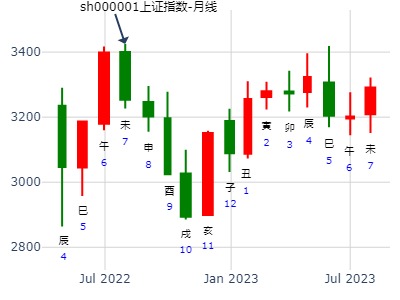 sh000001上证指数-月线
3400
3200
3000
2800
辰
4
巳
5
午
6
未
7
申
8
酉
9
戌
10
亥
11
子
12
丑
1
寅
2
卯
3
辰
4
巳
5
午
6
未
7
Jul 2022
Jan 2023
Jul 2023